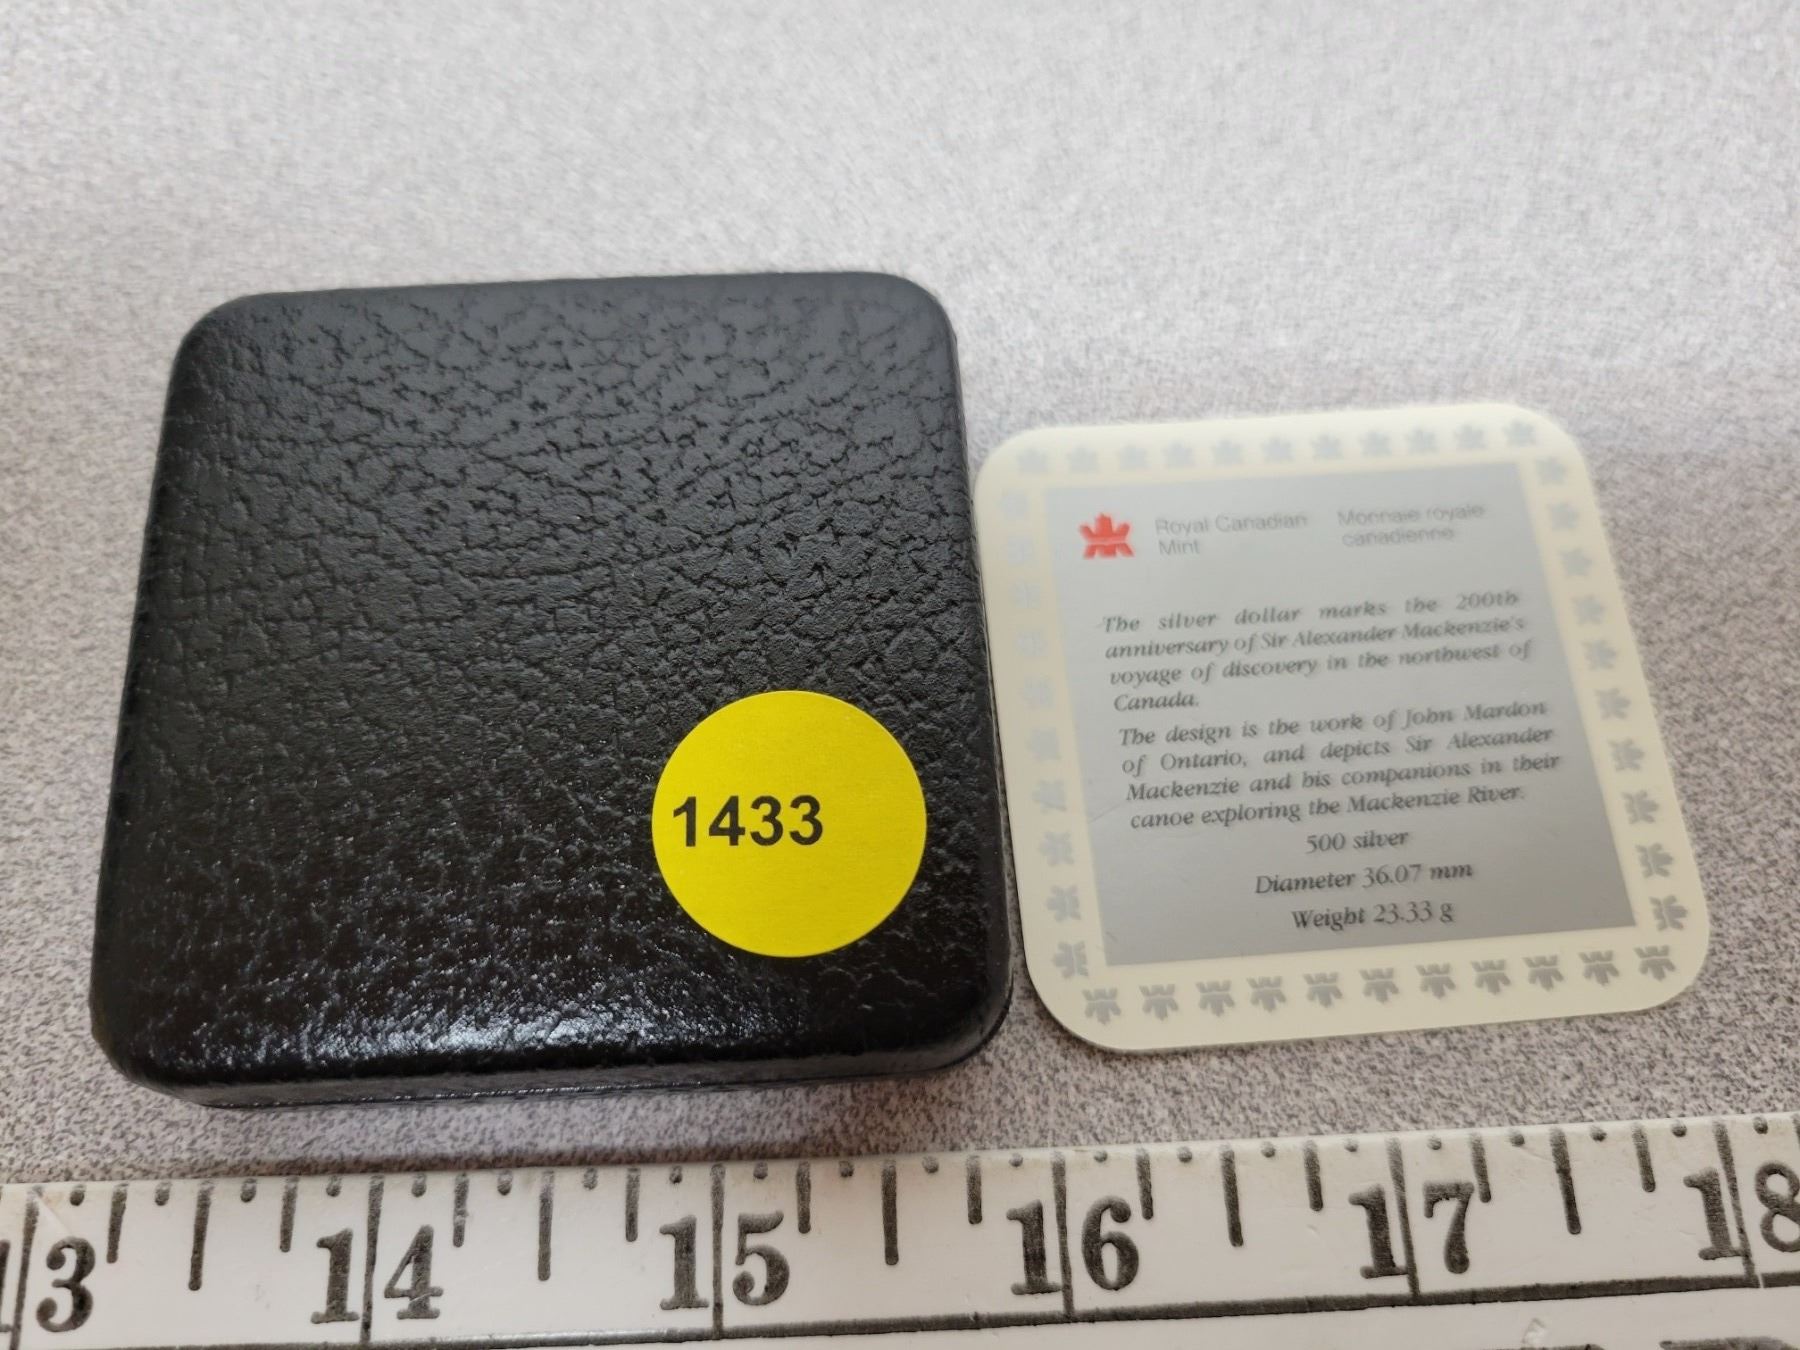 1433
Royal Canadian Mint
Monnaie royale canadienne
The silver dollar marks the 200th
anniversary of Sir Alexander Mackenzie's
voyage of discovery in the northwest of
Canada.
The design is the work of John Mardon
of Ontario, and depicts Sir Alexander
Mackenzie and his companions in their
canoe exploring the Mackenzie River.
500 silver
Diameter 36.07 mm
Weight 23.33 g
13 14 15 16 17 18